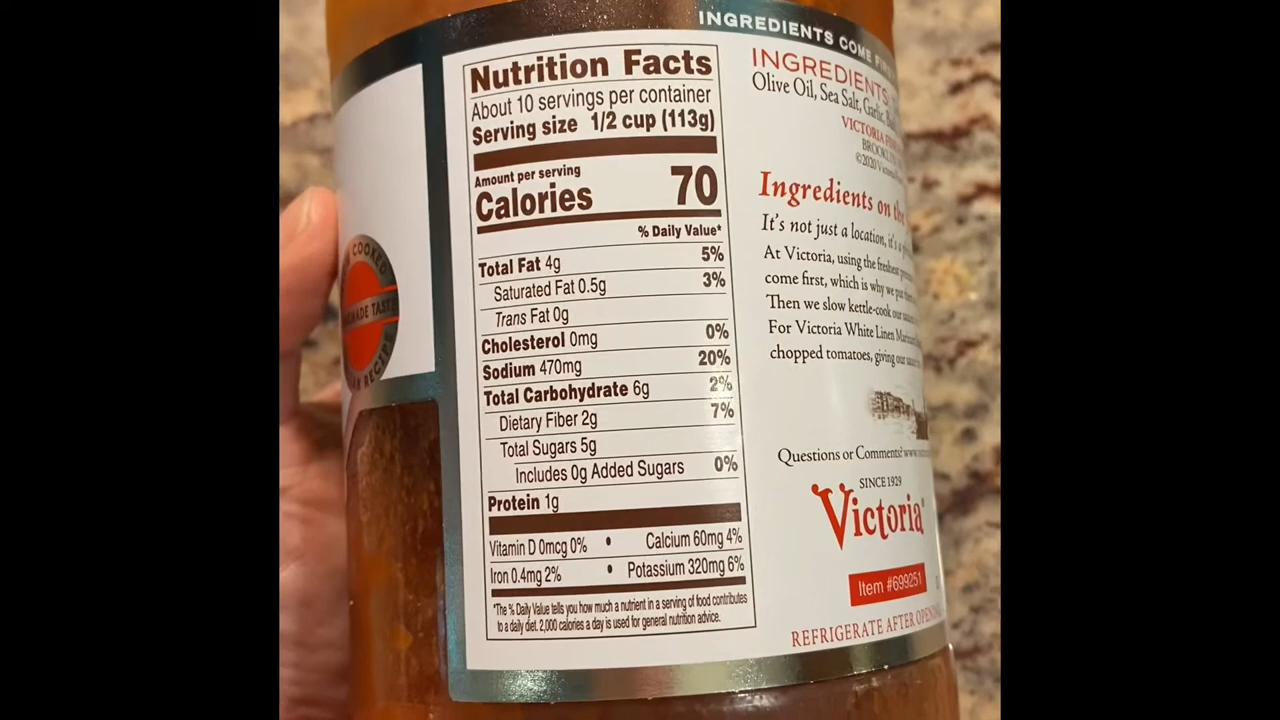 INGREDIENTS COME
Nutrition Facts
About 10 servings per container
Serving size 1/2 cup (113g)
Amount per serving
Calories 70
% Daily Value*
Total Fat 4g 5%
Saturated Fat 0.5g 3%
Trans Fat 0g
Cholesterol 0mg 0%
Sodium 470mg 20%
Total Carbohydrate 6g 2%
Dietary Fiber 2g 7%
Total Sugars 5g
Includes 0g Added Sugars 0%
Protein 1g
Vitamin D 0mcg 0% • Calcium 60mg 4%
Iron 0.4mg 2% • Potassium 320mg 6%
*The % Daily Value tells you how much a nutrient in a serving of food contributes
to a daily diet. 2,000 calories a day is used for general nutrition advice.
INGREDIENTS
Olive Oil, Sea Salt, Garlic,
VICTORIA
©2020
Ingredients on the
It's not just a location, it's a
At Victoria, using the freshest
come first, which is why we put
Then we slow kettle-cook our
For Victoria White Linen
chopped tomatoes, giving our
Questions or Comments?
SINCE 1929
Victoria
Item #699251
REFRIGERATE AFTER
COOKED
TASTE